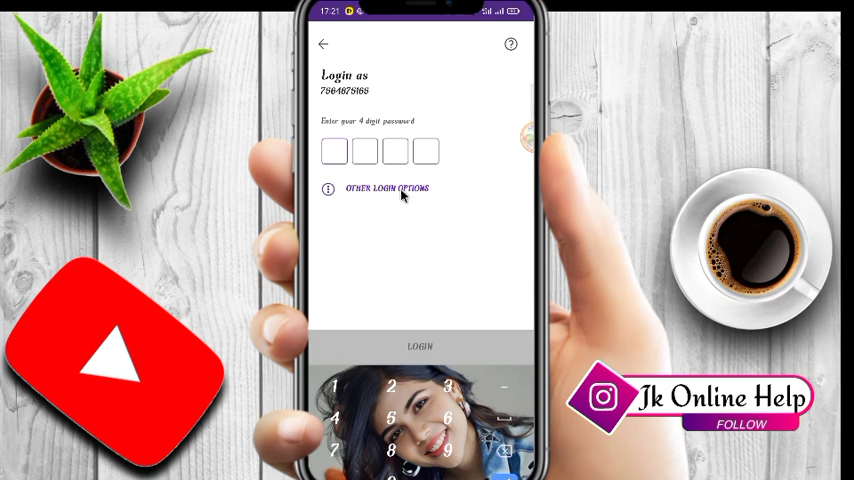 17:21
Login as
7564875165
Enter your 4 digit password
OTHER LOGIN OPTIONS
LOGIN
1 2 3 -
4 5 6
7 8 9
Jk Online Help
FOLLOW